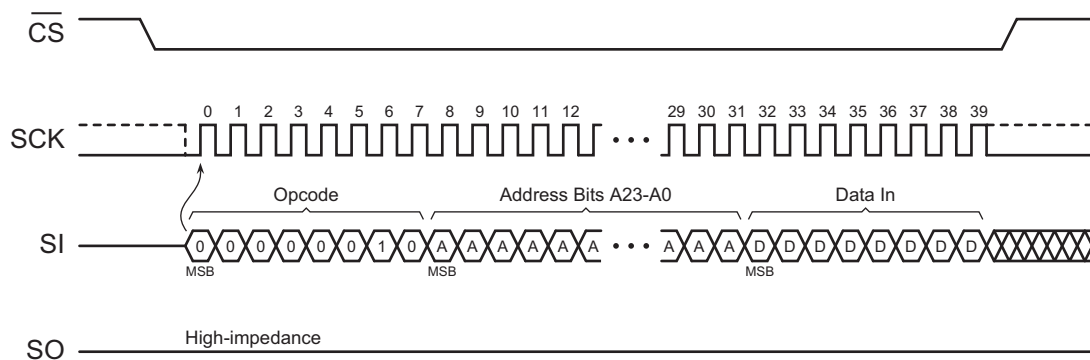 CS
0 1 2 3 4 5 6 7 8 9 10 11 12 29 30 31 32 33 34 35 36 37 38 39
SCK
Opcode Address Bits A23-A0 Data In
SI 0 0 0 0 0 0 1 0 A A A A A A A A A D D D D D D D D
MSB MSB MSB
High-impedance
SO